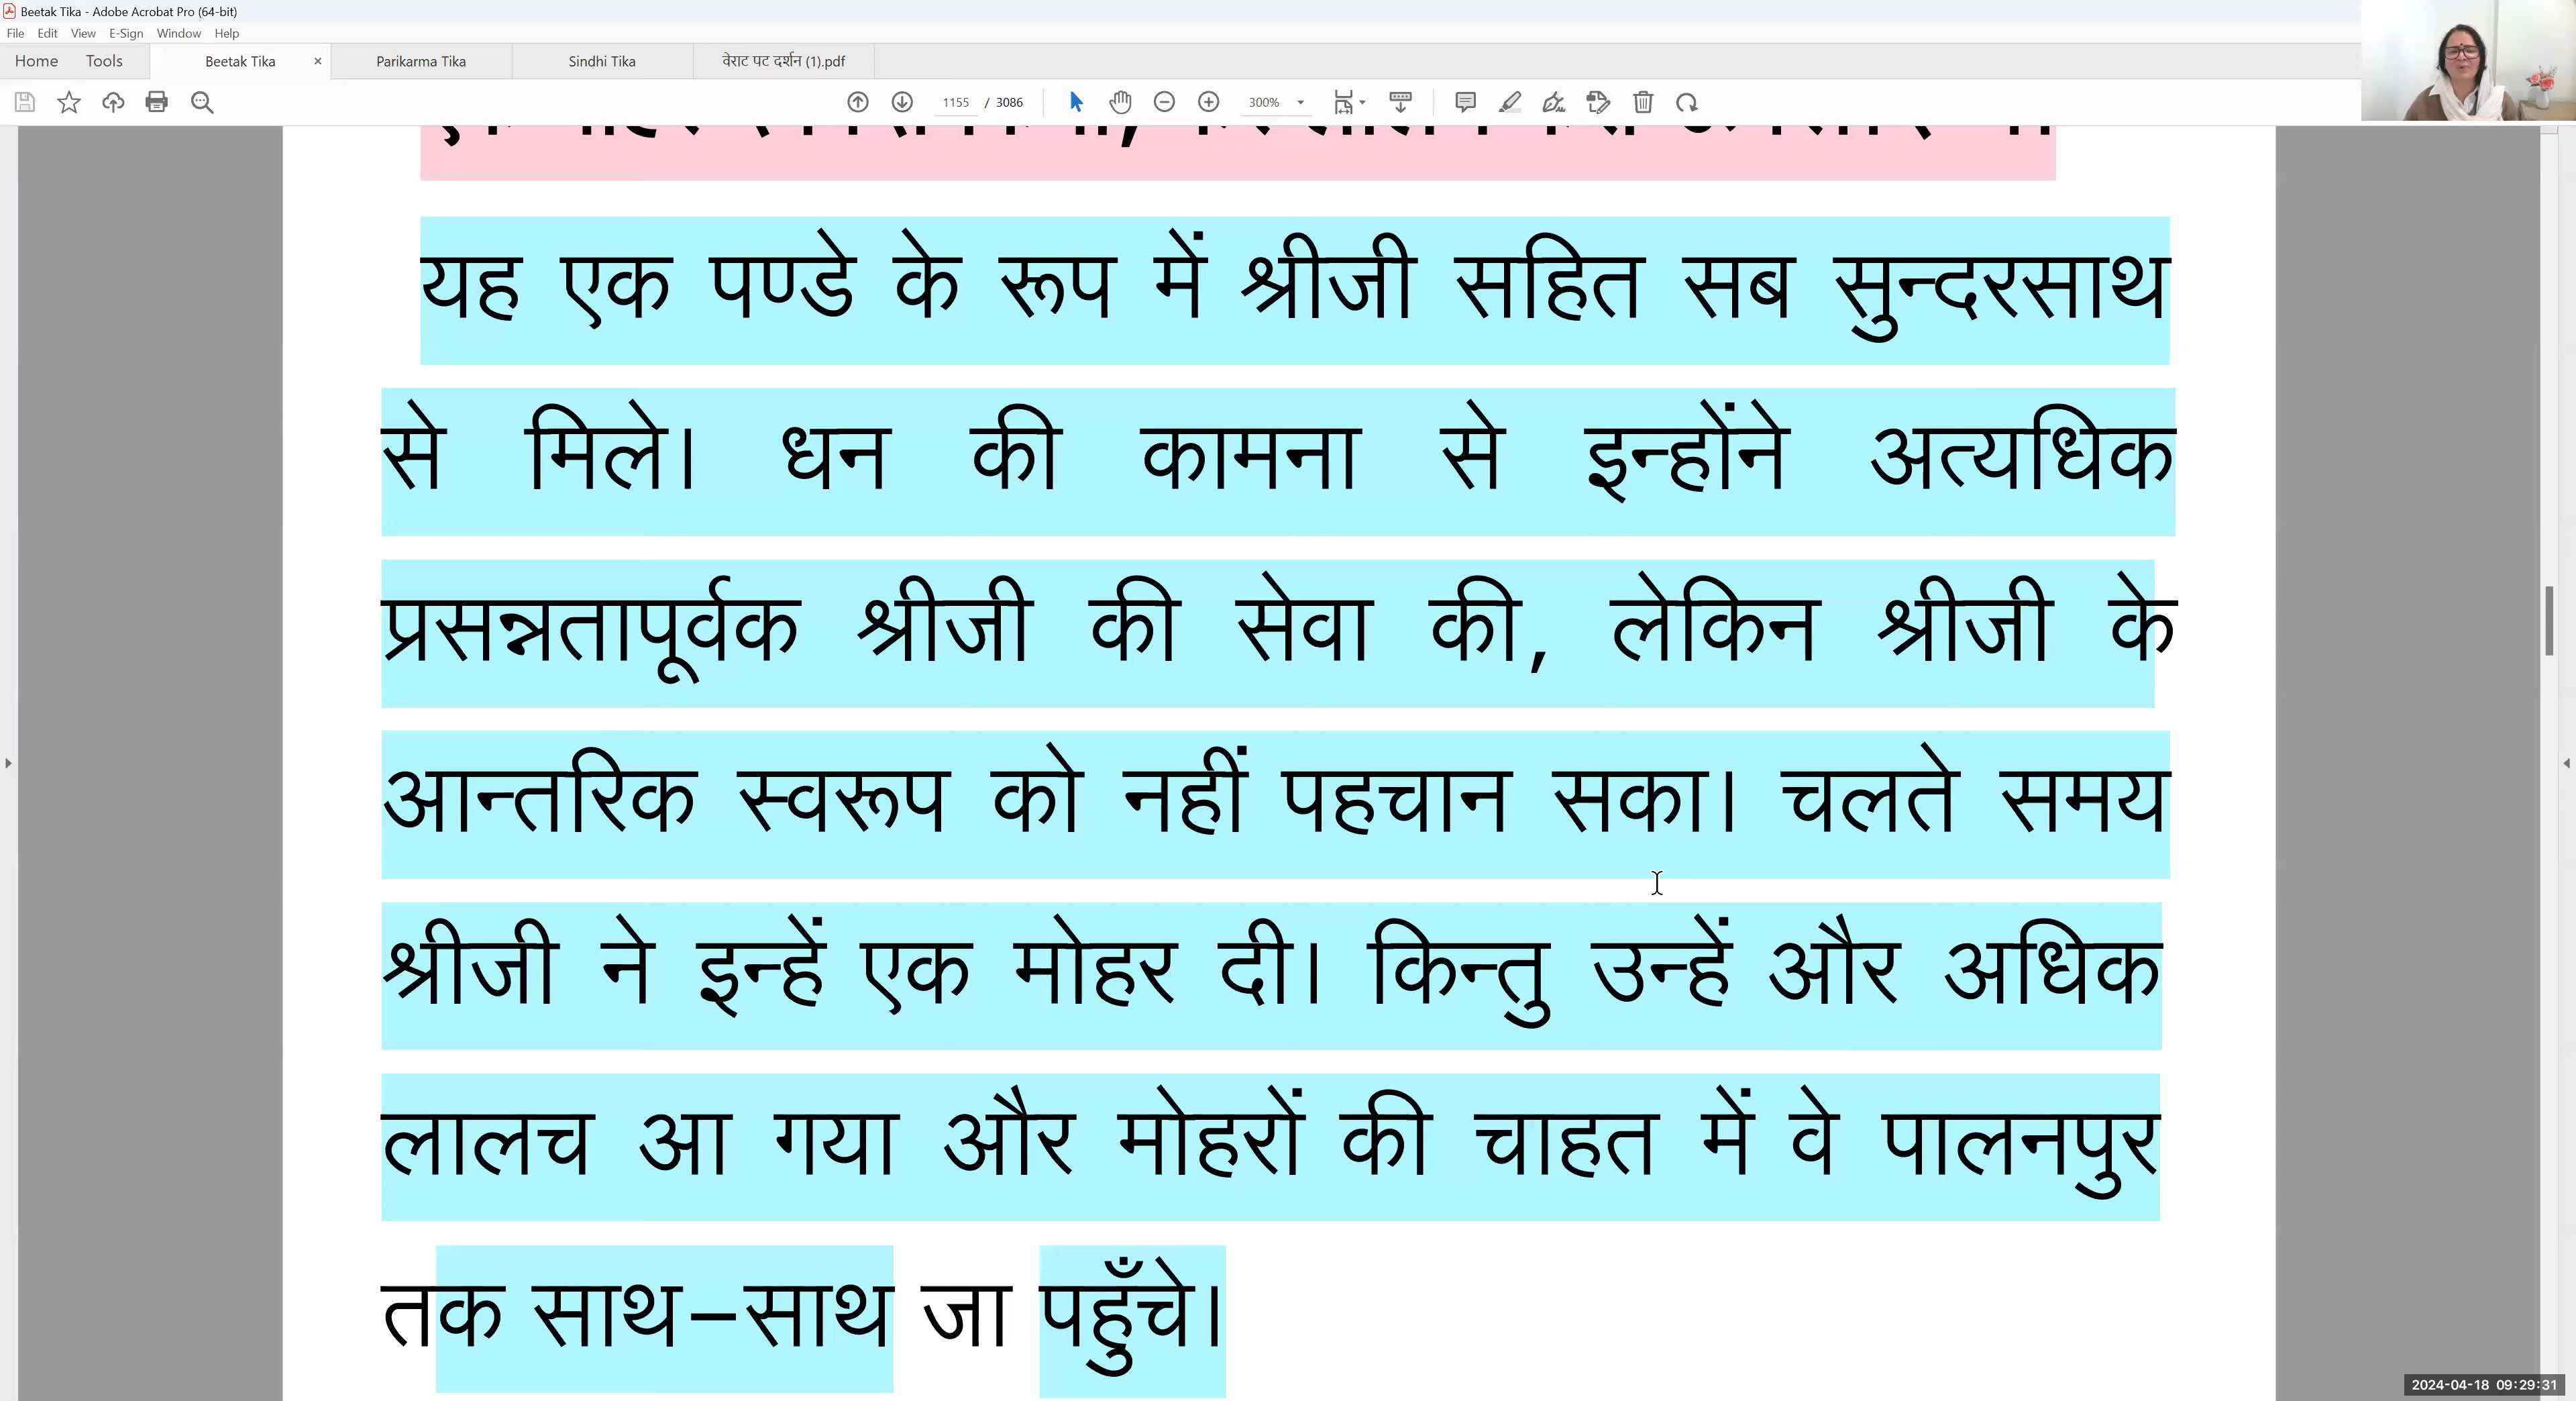 Beetak Tika - Adobe Acrobat Pro (64-bit)
File Edit View E-Sign Window Help
Home Tools Beetak Tika × Parikarma Tika Sindhi Tika वेराट पट दर्शन (1).pdf
1155 / 3086 300%
यह एक पण्डे के रूप में श्रीजी सहित सब सुन्दरसाथ
से मिले। धन की कामना से इन्होंने अत्यधिक
प्रसन्नतापूर्वक श्रीजी की सेवा की, लेकिन श्रीजी के
आन्तरिक स्वरूप को नहीं पहचान सका। चलते समय
श्रीजी ने इन्हें एक मोहर दी। किन्तु उन्हें और अधिक
लालच आ गया और मोहरों की चाहत में वे पालनपुर
तक साथ-साथ जा पहुँचे।
2024-04-18 09:29:31